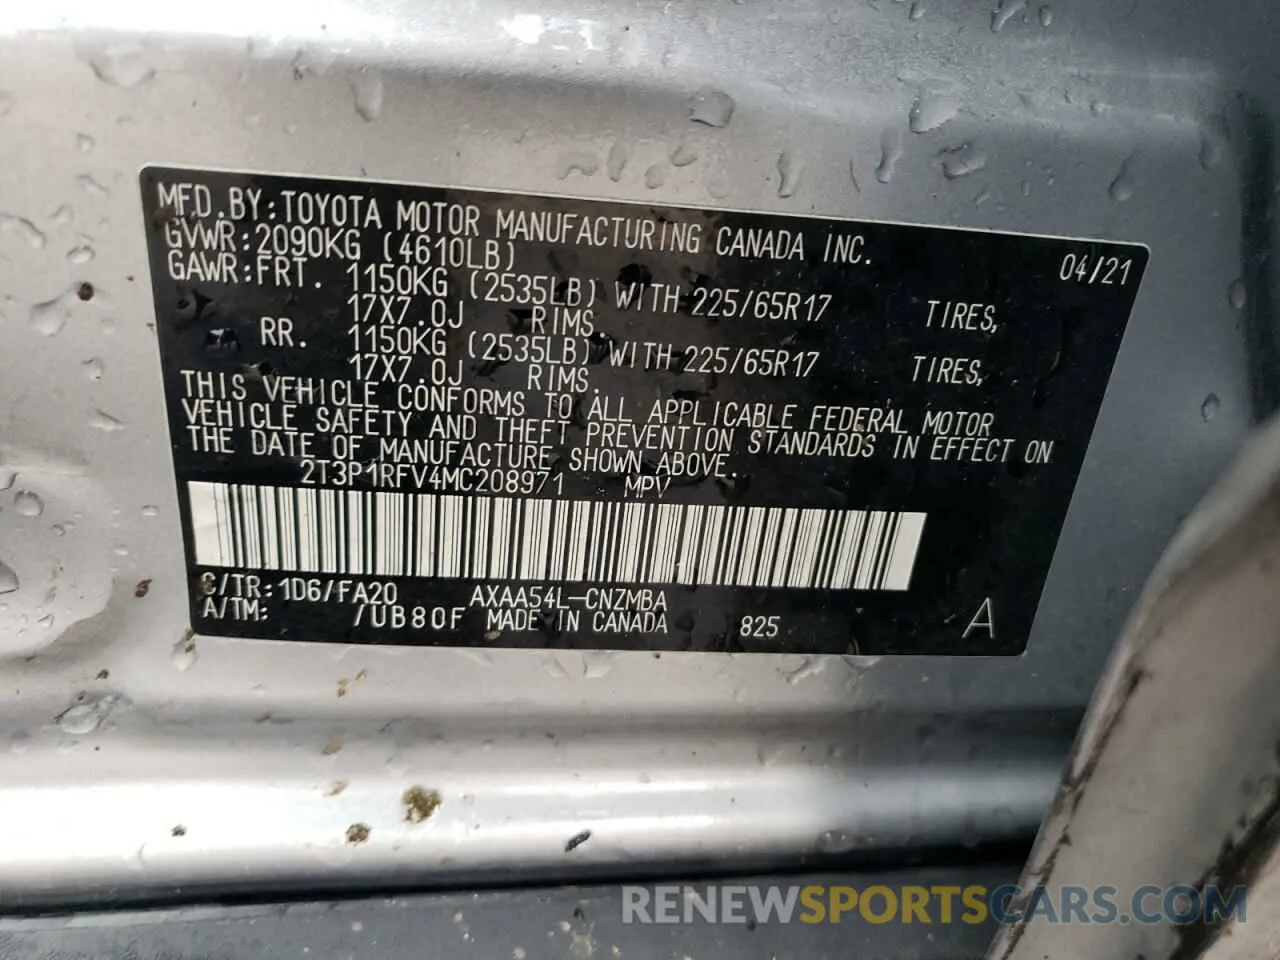 MFD.BY:TOYOTA MOTOR MANUFACTURING CANADA INC.
GVWR:2090KG (4610LB) 04/21
GAWR:FRT. 1150KG (2535LB) WITH 225/65R17 TIRES,
17X7.0J RIMS,
RR. 1150KG (2535LB) WITH 225/65R17 TIRES,
17X7.0J RIMS.
THIS VEHICLE CONFORMS TO ALL APPLICABLE FEDERAL MOTOR
VEHICLE SAFETY AND THEFT PREVENTION STANDARDS IN EFFECT ON
THE DATE OF MANUFACTURE SHOWN ABOVE.
2T3P1RFV4MC208971 MPV
C/TR:1D6/FA20 AXAA54L-CNZMBA
A/TM: /UB80F MADE IN CANADA 825 A
RENEWSPORTSCARS.COM